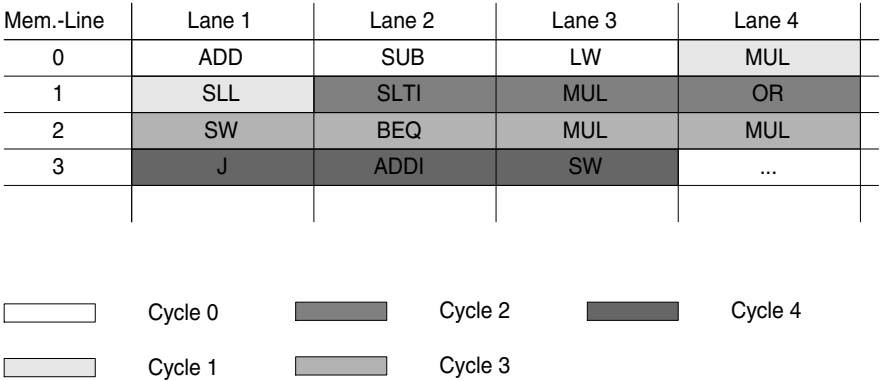 Mem.-Line Lane 1 Lane 2 Lane 3 Lane 4
0 ADD SUB LW MUL
1 SLL SLTI MUL OR
2 SW BEQ MUL MUL
3 J ADDI SW ...
Cycle 0 Cycle 2 Cycle 4
Cycle 1 Cycle 3